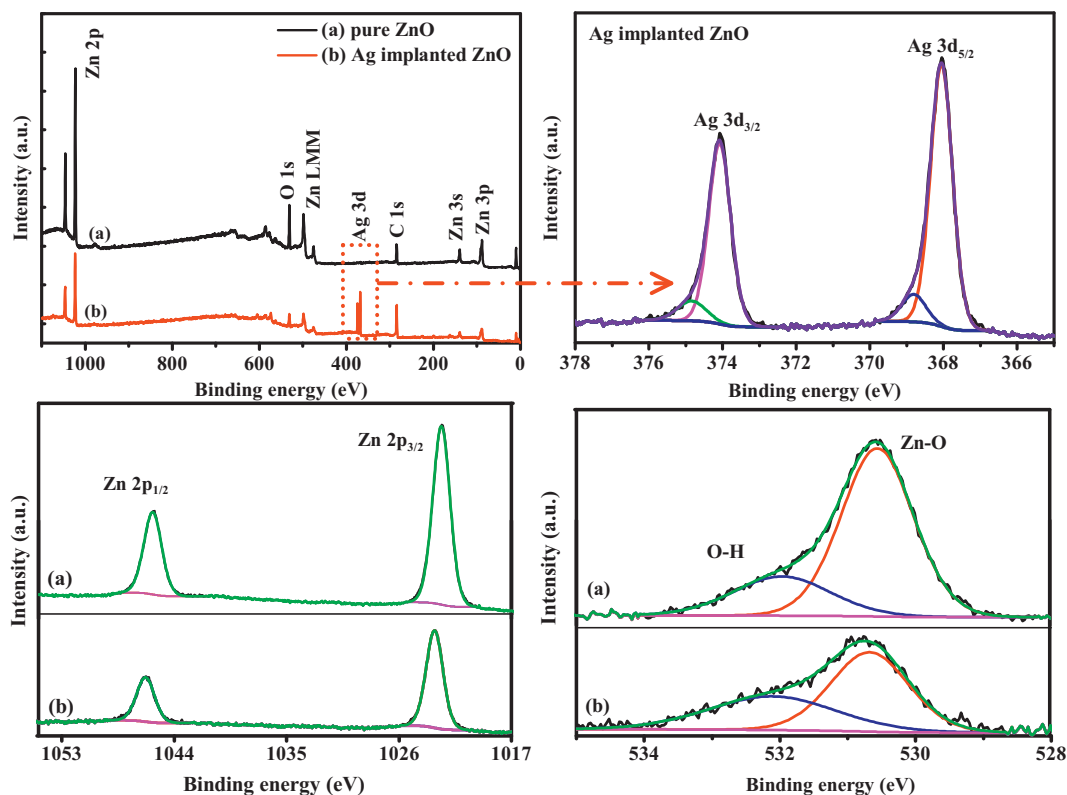 (a) pure ZnO
(b) Ag implanted ZnO
Zn 2p
O 1s
Zn LMM
Ag 3d
C 1s
Zn 3s
Zn 3p
(a)
(b)
Intensity (a.u.)
1000 800 600 400 200 0
Binding energy (eV)
Ag implanted ZnO
Ag 3d5/2
Ag 3d3/2
Intensity (a.u.)
378 376 374 372 370 368 366
Binding energy (eV)
Zn 2p3/2
Zn 2p1/2
(a)
(b)
Intensity (a.u.)
1053 1044 1035 1026 1017
Binding energy (eV)
Zn-O
O-H
(a)
(b)
Intensity (a.u.)
534 532 530 528
Binding energy (eV)